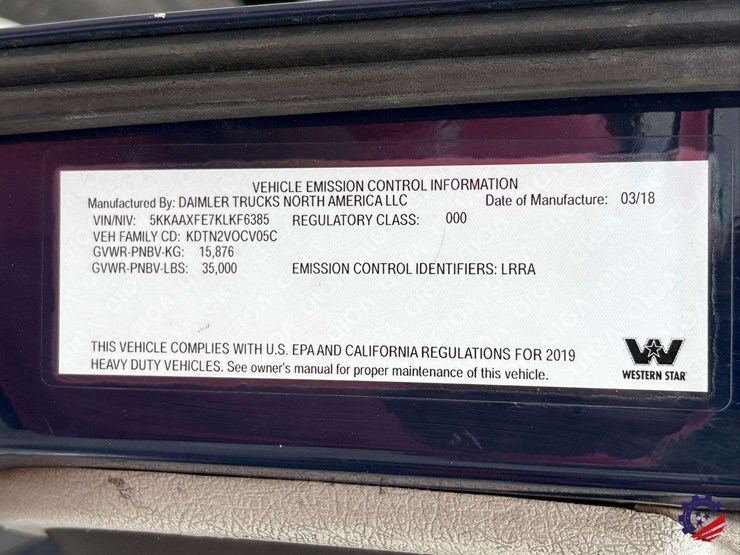 VEHICLE EMISSION CONTROL INFORMATION
Manufactured By: DAIMLER TRUCKS NORTH AMERICA LLC Date of Manufacture: 03/18
VIN/NIV: 5KKAAXFE7KLKF6385 REGULATORY CLASS: 000
VEH FAMILY CD: KDTN2VOCV05C
GVWR-PNBV-KG: 15,876
GVWR-PNBV-LBS: 35,000 EMISSION CONTROL IDENTIFIERS: LRRA
THIS VEHICLE COMPLIES WITH U.S. EPA AND CALIFORNIA REGULATIONS FOR 2019
HEAVY DUTY VEHICLES. See owner's manual for proper maintenance of this vehicle.
WESTERN STAR